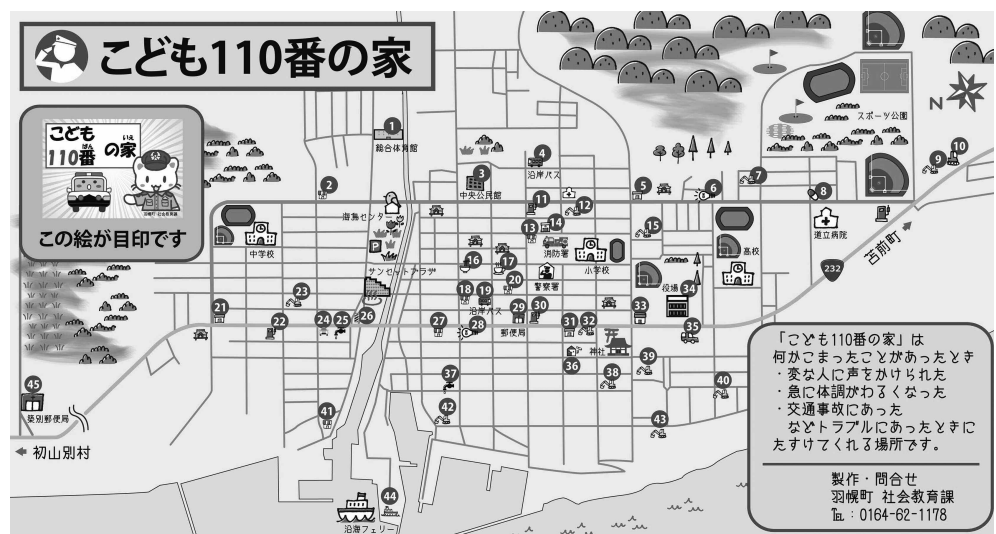 こども110番の家
こども
110番の家
ばん
いえ
羽幌町・社会教育課
この絵が目印です
1
総合体育館
2
3
中央公民館
4
沿岸バス
5
6
7
8
9
10
スポーツ公園
N
海鳥センター
P
サンセットプラザ
中学校
11
12
13
14
消防署
小学校
15
高校
道立病院
苫前町
232
16
17
警察署
18
19
沿岸バス
20
21
22
23
24
25
26
27
28
29
郵便局
30
31
32
33
役場
34
35
神社
36
37
38
39
40
41
42
43
44
沿海フェリー
45
築別郵便局
初山別村
「こども110番の家」は
何かこまったことがあったとき
・変な人に声をかけられた
・急に体調がわるくなった
・交通事故にあった
などトラブルにあったときに
たすけてくれる場所です。
製作・問合せ
羽幌町 社会教育課
℡：0164-62-1178